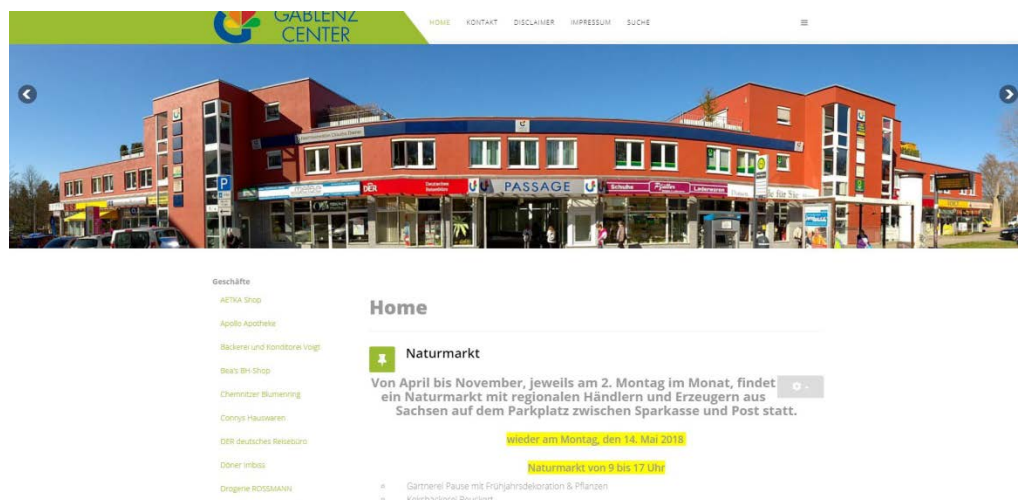 GABLENZ
CENTER
HOME KONTAKT DISCLAIMER IMPRESSUM SUCHE
P
DER
PASSAGE
Schuhe
Lederwaren
Geschäfte
AETKA Shop
Apollo Apotheke
Bäckerei und Konditorei Voigt
Bea's BH-Shop
Chemnitzer Blumenring
Connys Hauswaren
DER deutsches Reisebüro
Döner Imbiss
Drogerie ROSSMANN
Home
Naturmarkt
Von April bis November, jeweils am 2. Montag im Monat, findet
ein Naturmarkt mit regionalen Händlern und Erzeugern aus
Sachsen auf dem Parkplatz zwischen Sparkasse und Post statt.
wieder am Montag, den 14. Mai 2018
Naturmarkt von 9 bis 17 Uhr
Gärtnerei Pause mit Frühjahrsdekoration & Pflanzen